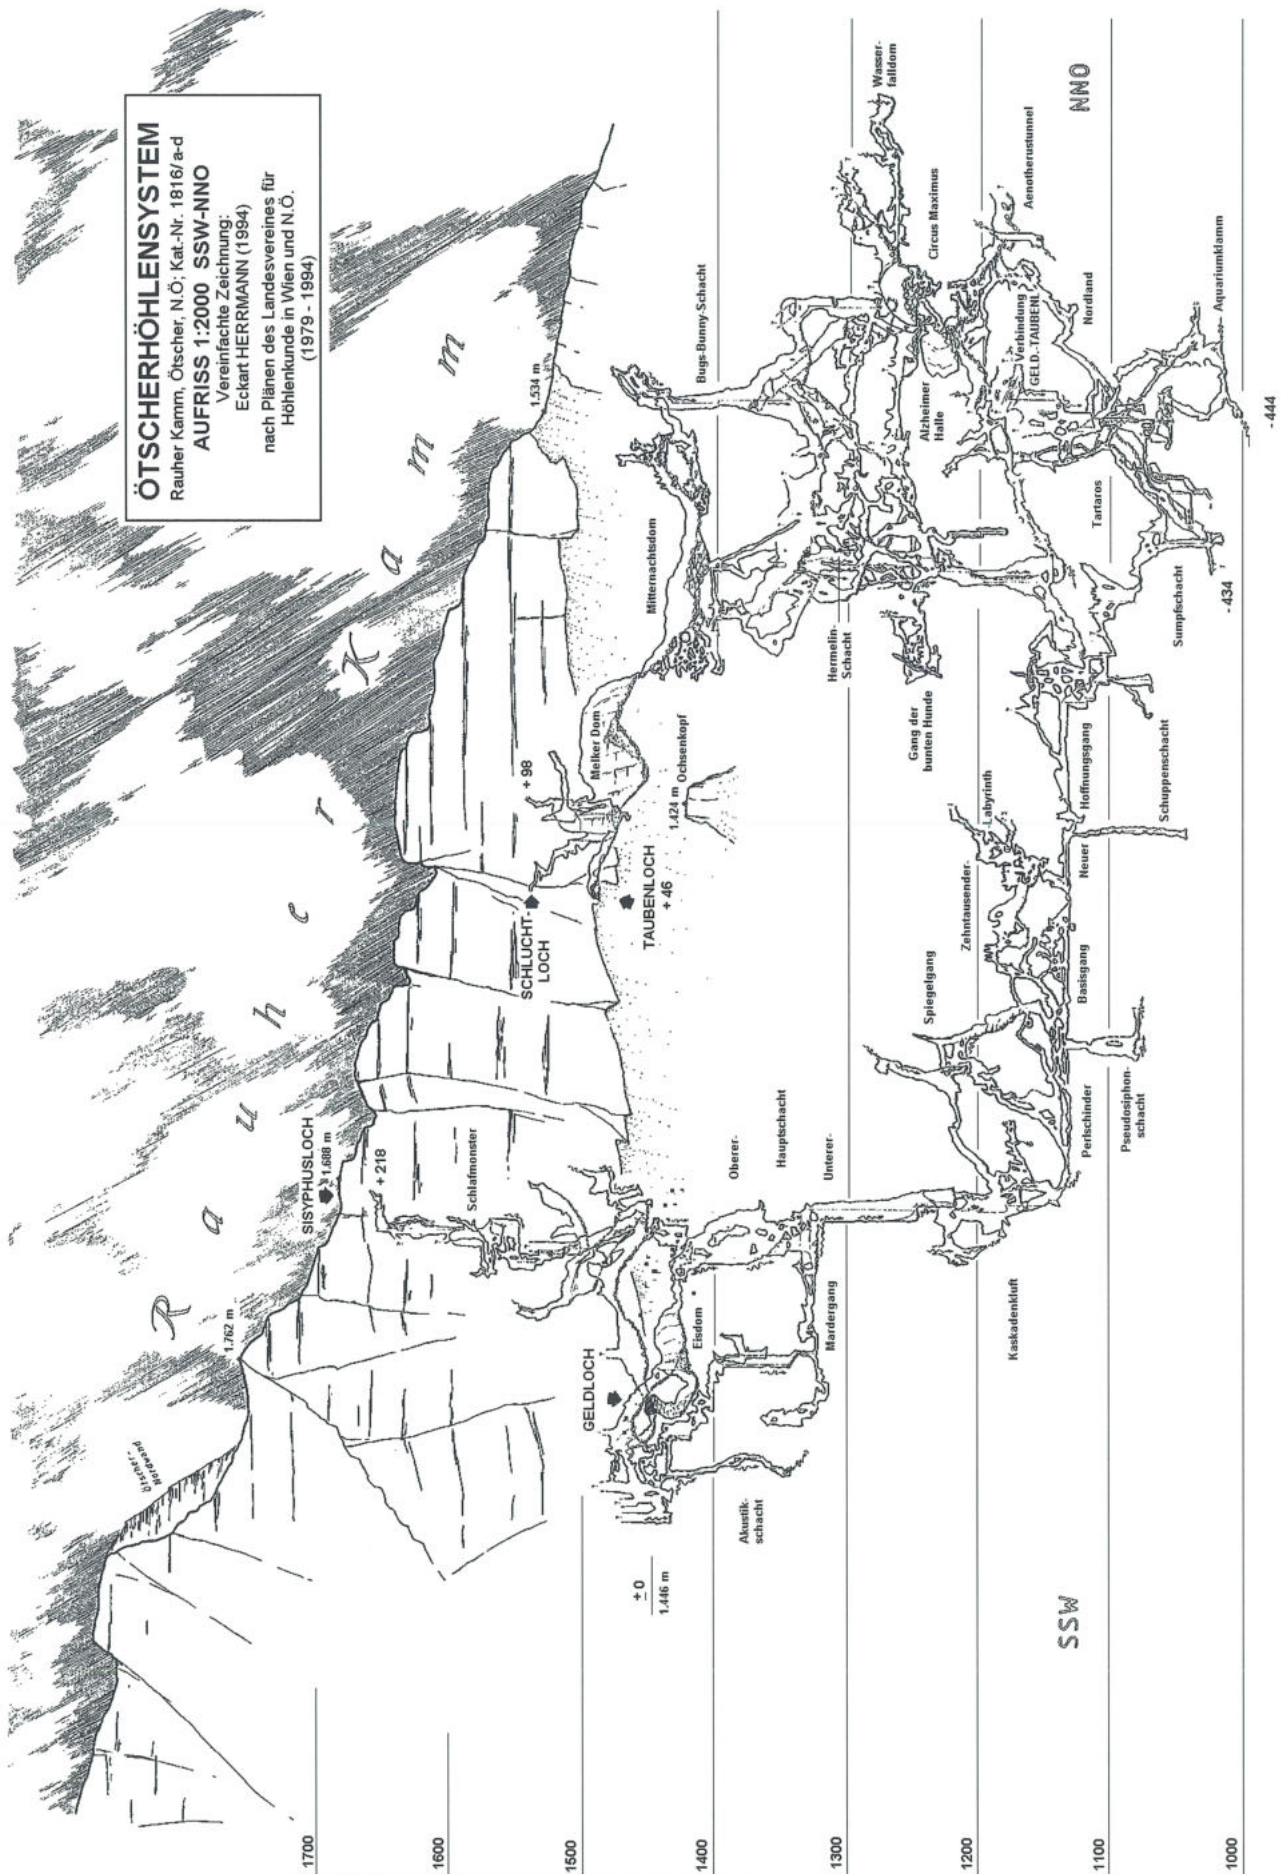 ÖTSCHERHÖHLENSYSTEM
Rauher Kamm, Ötscher, N.Ö; Kat.-Nr. 1816/ a-d
AUFRISS 1:2000 SSW-NNO
Vereinfachte Zeichnung:
Eckart HERRMANN (1994)
nach Plänen des Landesvereines für
Höhlenkunde in Wien und N.Ö.
(1979 - 1994)
Rauher Kamm
Ötscher-
Nordwand
1.762 m
SISYPHUSLOCH
1.688 m
+ 218
Schlafmonster
1.534 m
SCHLUCHT-
LOCH
+ 98
Melker Dom
TAUBENLOCH
+ 46
1.424 m Ochsenkopf
Mitternachtsdom
Bugs-Bunny-Schacht
GELDLOCH
Eisdom
± 0
1.446 m
Akustik-
schacht
Oberer-
Hauptschacht
Unterer-
Mardergang
Kaskadenkluft
Spiegelgang
Zehntausender-
Labyrinth
Perlschinder
Basisgang
Neuer
Hoffnungsgang
Pseudosiphon-
schacht
Schuppenschacht
Hermelin-
Schacht
Gang der
bunten Hunde
Wasser-
falldom
Circus Maximus
Alzheimer
Halle
Aenotherustunnel
Verbindung
GELD.-TAUBENL.
Nordland
Tartaros
Sumpfschacht
- 434
Aquariumklamm
- 444
SSW
NNO
1700
1600
1500
1400
1300
1200
1100
1000